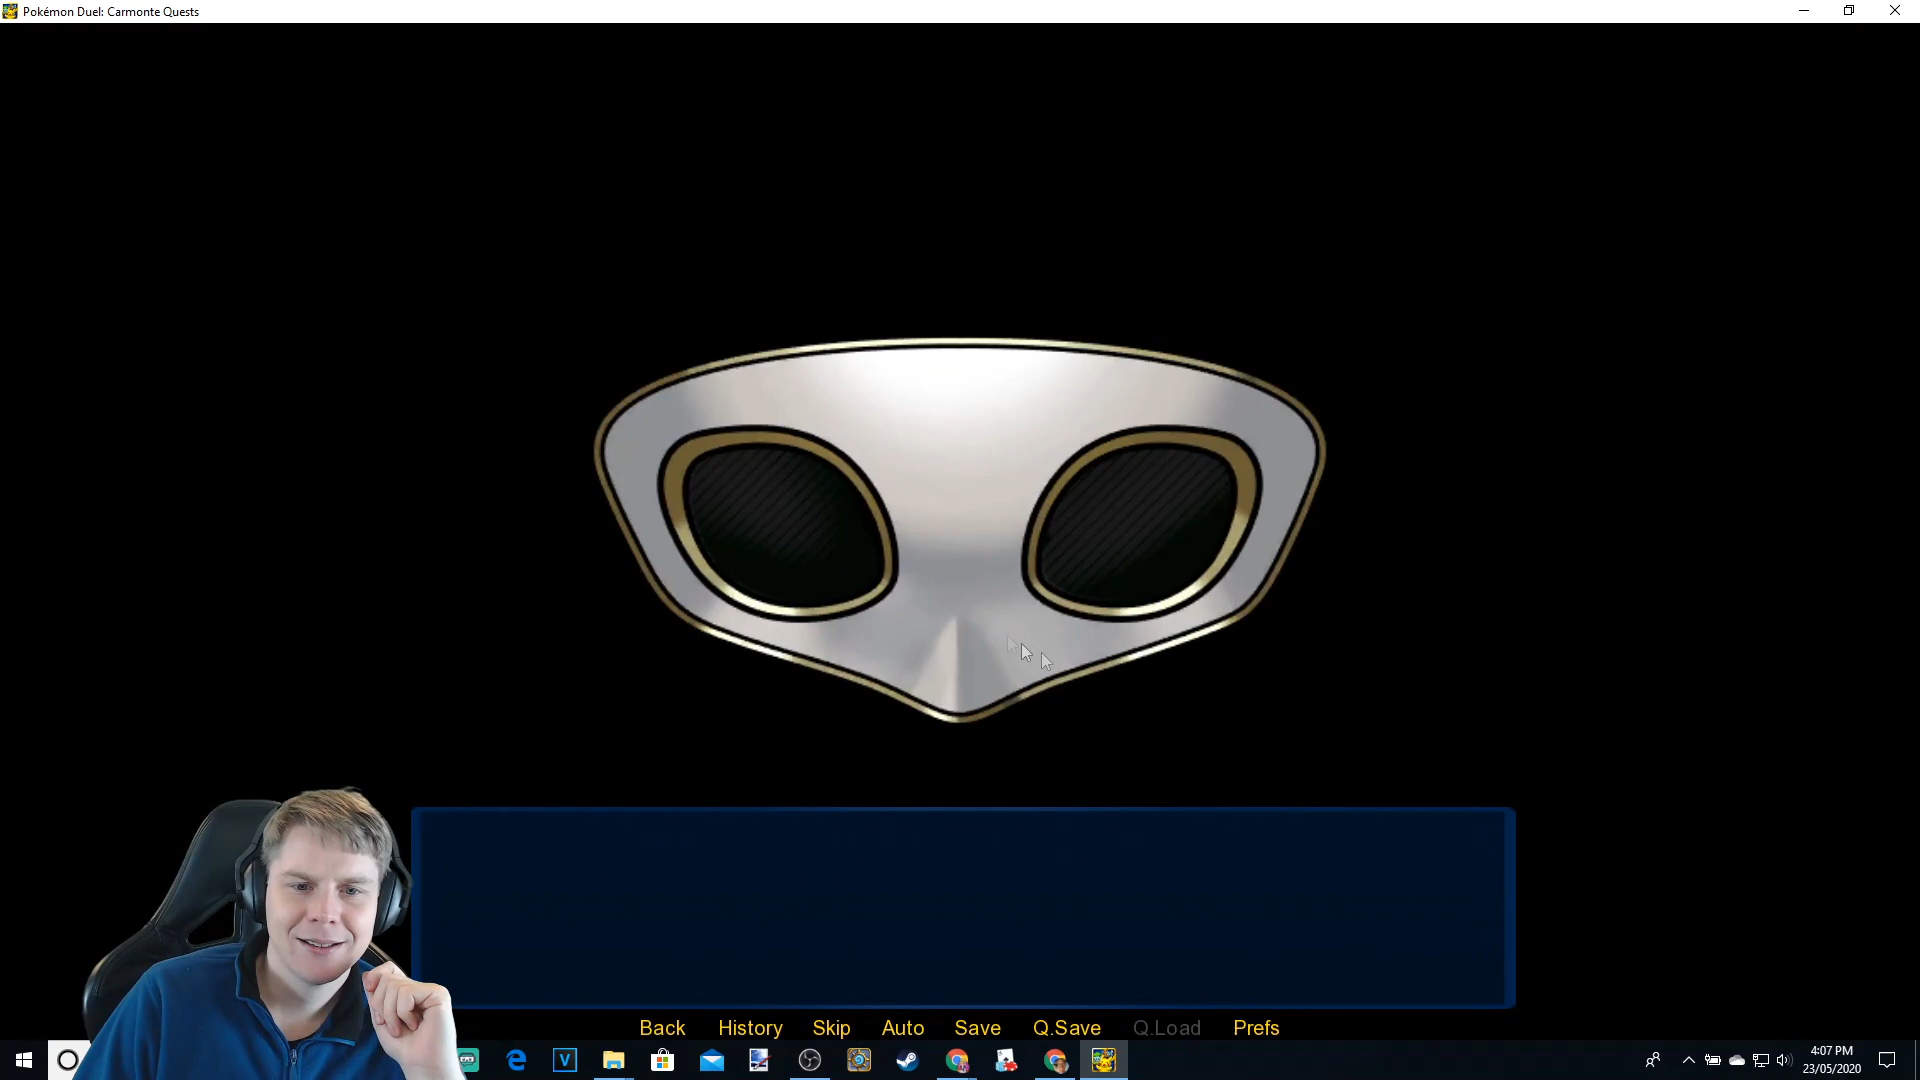 Pokémon Duel: Carmonte Quests
Back History Skip Auto Save Q.Save Q.Load Prefs
4:07 PM
23/05/2020